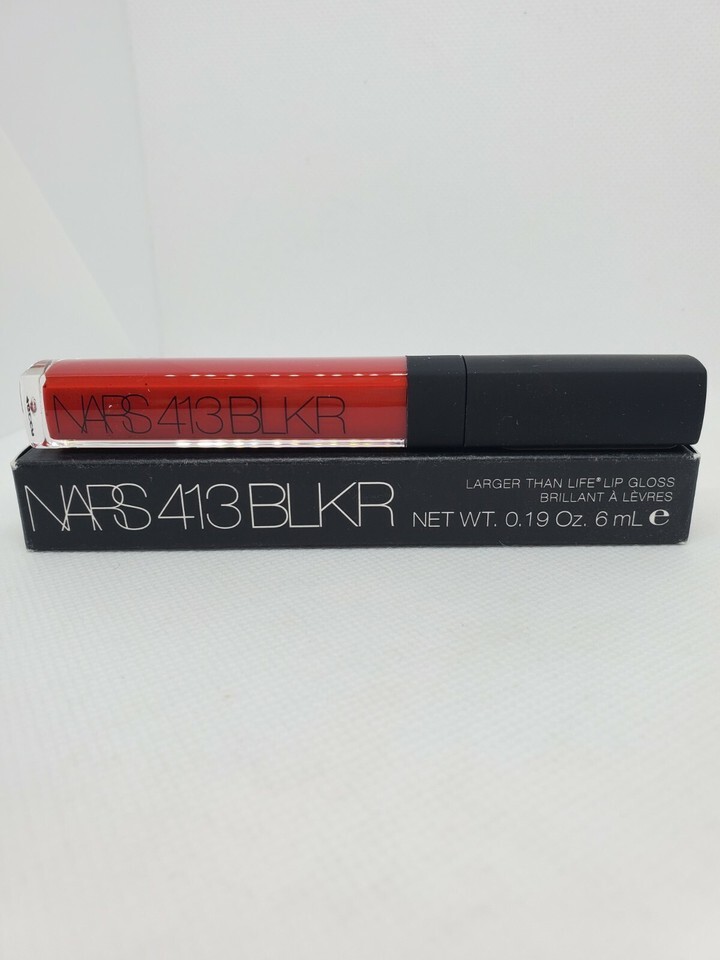 NARS 413 BLKR
NARS 413 BLKR
LARGER THAN LIFE® LIP GLOSS
BRILLANT À LÈVRES
NET WT. 0.19 Oz. 6 mL e